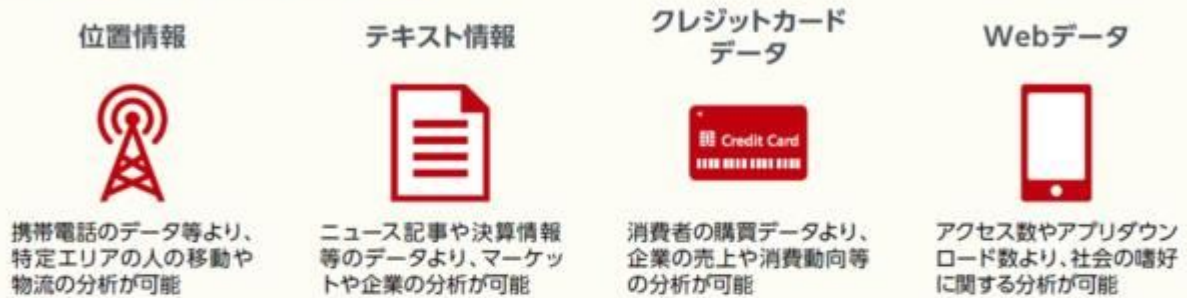 位置情報
携帯電話のデータ等より、
特定エリアの人の移動や
物流の分析が可能
テキスト情報
ニュース記事や決算情報
等のデータより、マーケッ
トや企業の分析が可能
クレジットカード
データ
Credit Card
消費者の購買データより、
企業の売上や消費動向等
の分析が可能
Webデータ
アクセス数やアプリダウン
ロード数より、社会の嗜好
に関する分析が可能